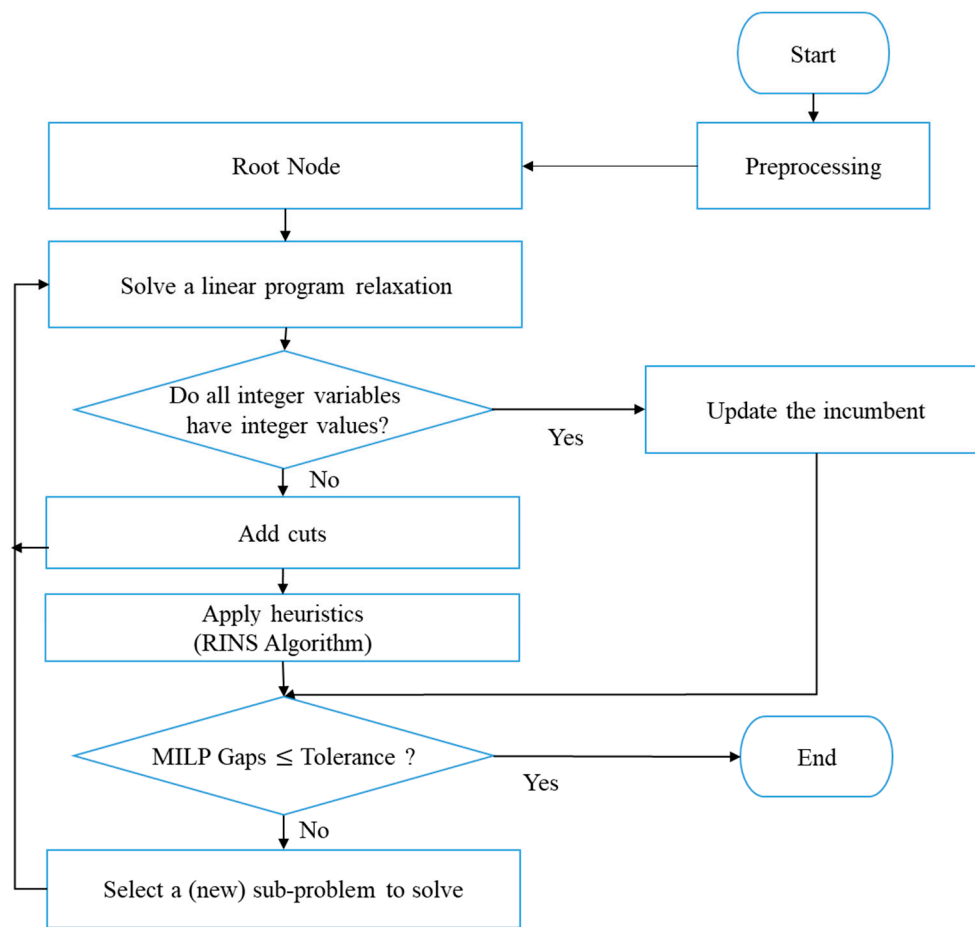 Start
Preprocessing
Root Node
Solve a linear program relaxation
Do all integer variables
have integer values?
Yes
Update the incumbent
No
Add cuts
Apply heuristics
(RINS Algorithm)
MILP Gaps ≤ Tolerance ?
Yes
End
No
Select a (new) sub-problem to solve